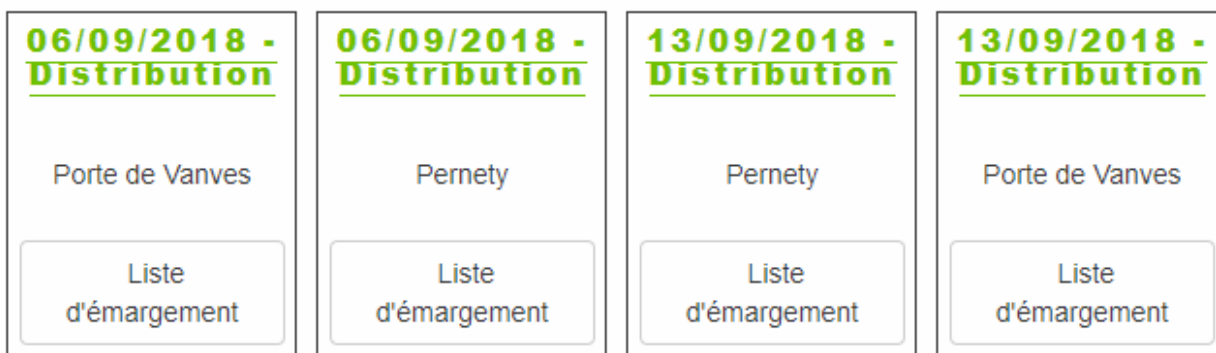 06/09/2018 -
Distribution
Porte de Vanves
Liste
d'émargement
06/09/2018 -
Distribution
Pernety
Liste
d'émargement
13/09/2018 -
Distribution
Pernety
Liste
d'émargement
13/09/2018 -
Distribution
Porte de Vanves
Liste
d'émargement